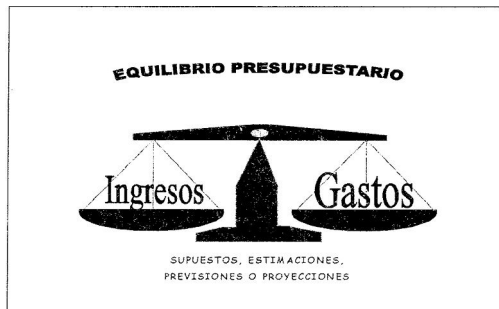 EQUILIBRIO PRESUPUESTARIO
Ingresos Gastos
SUPUESTOS, ESTIMACIONES,
PREVISIONES O PROYECCIONES